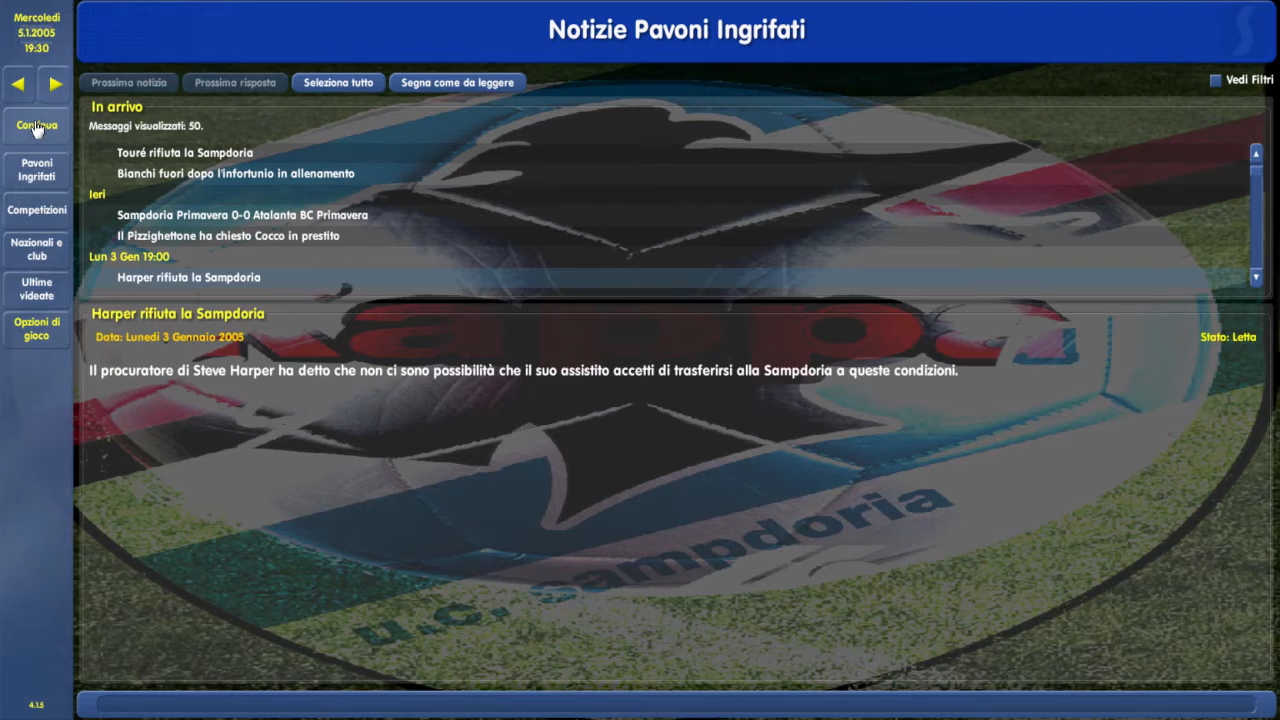 Mercoledì
5.1.2005
19:30
Notizie Pavoni Ingrifati
Prossima notizia
Prossima risposta
Seleziona tutto
Segna come da leggere
Vedi Filtri
Continua
Pavoni
Ingrifati
Competizioni
Nazionali e
club
Ultime
videate
Opzioni di
gioco
4.1.5
In arrivo
Messaggi visualizzati: 50.
Touré rifiuta la Sampdoria
Bianchi fuori dopo l'infortunio in allenamento
Ieri
Sampdoria Primavera 0-0 Atalanta BC Primavera
Il Pizzighettone ha chiesto Cocco in prestito
Lun 3 Gen 19:00
Harper rifiuta la Sampdoria
Harper rifiuta la Sampdoria
Data: Lunedì 3 Gennaio 2005
Stato: Letta
Il procuratore di Steve Harper ha detto che non ci sono possibilità che il suo assistito accetti di trasferirsi alla Sampdoria a queste condizioni.
Kappa
u.c. sampdoria